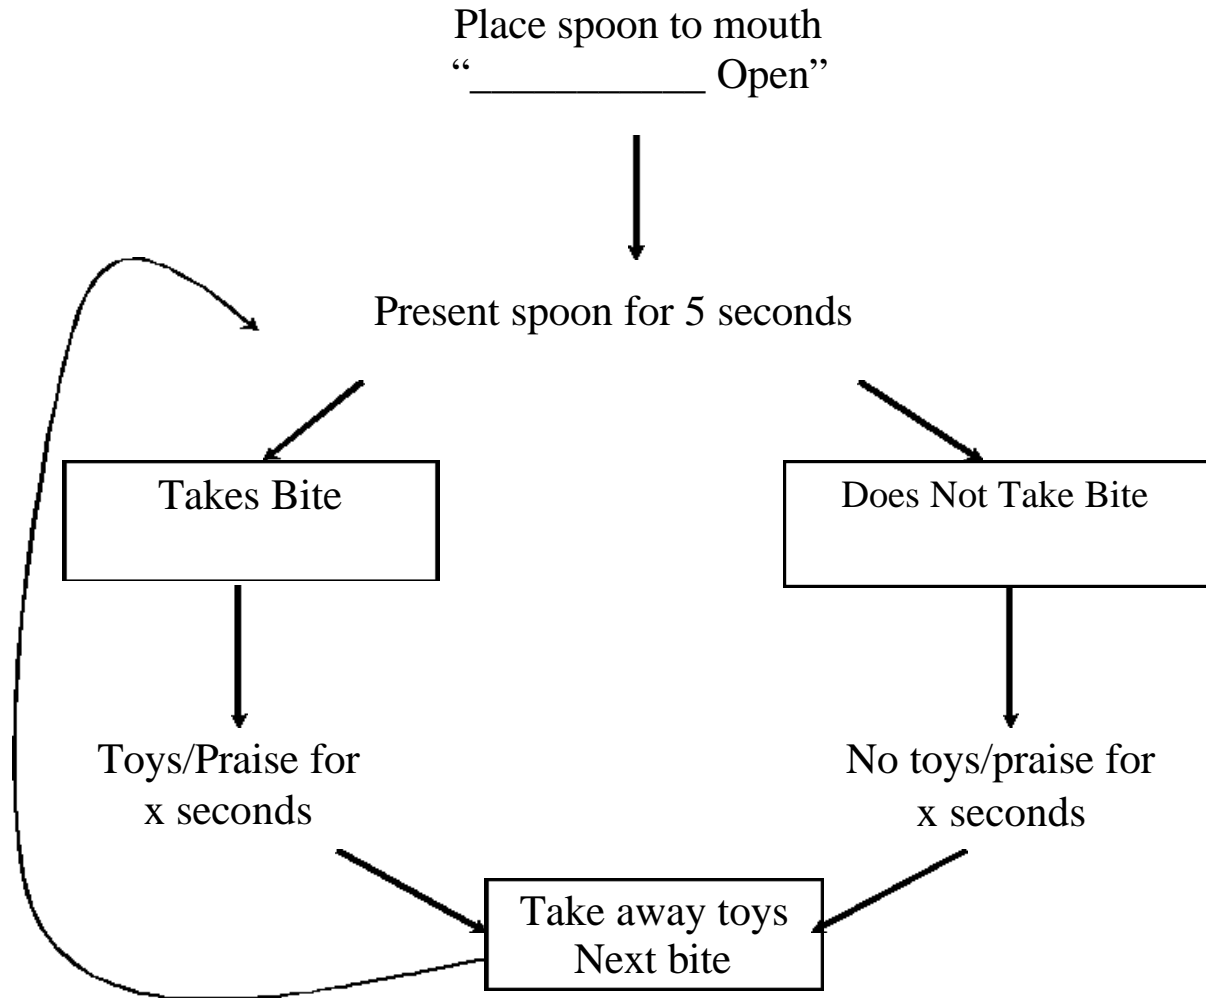 Place spoon to mouth
“___________ Open”
Present spoon for 5 seconds
Takes Bite
Does Not Take Bite
Toys/Praise for
x seconds
No toys/praise for
x seconds
Take away toys
Next bite